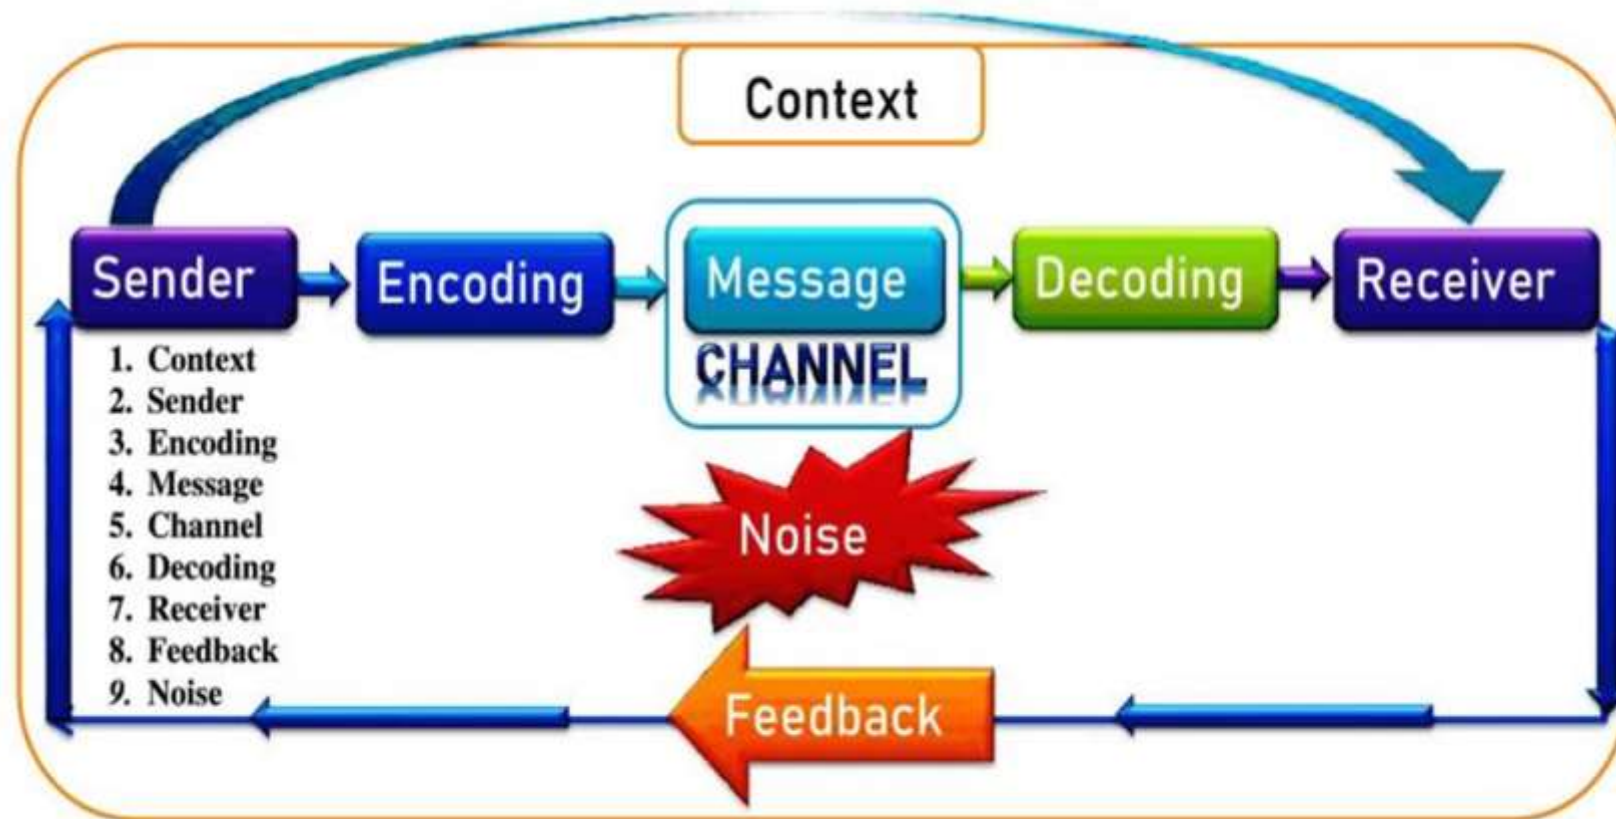 Context
Sender
Encoding
Message
CHANNEL
Decoding
Receiver
1. Context
2. Sender
3. Encoding
4. Message
5. Channel
6. Decoding
7. Receiver
8. Feedback
9. Noise
Noise
Feedback